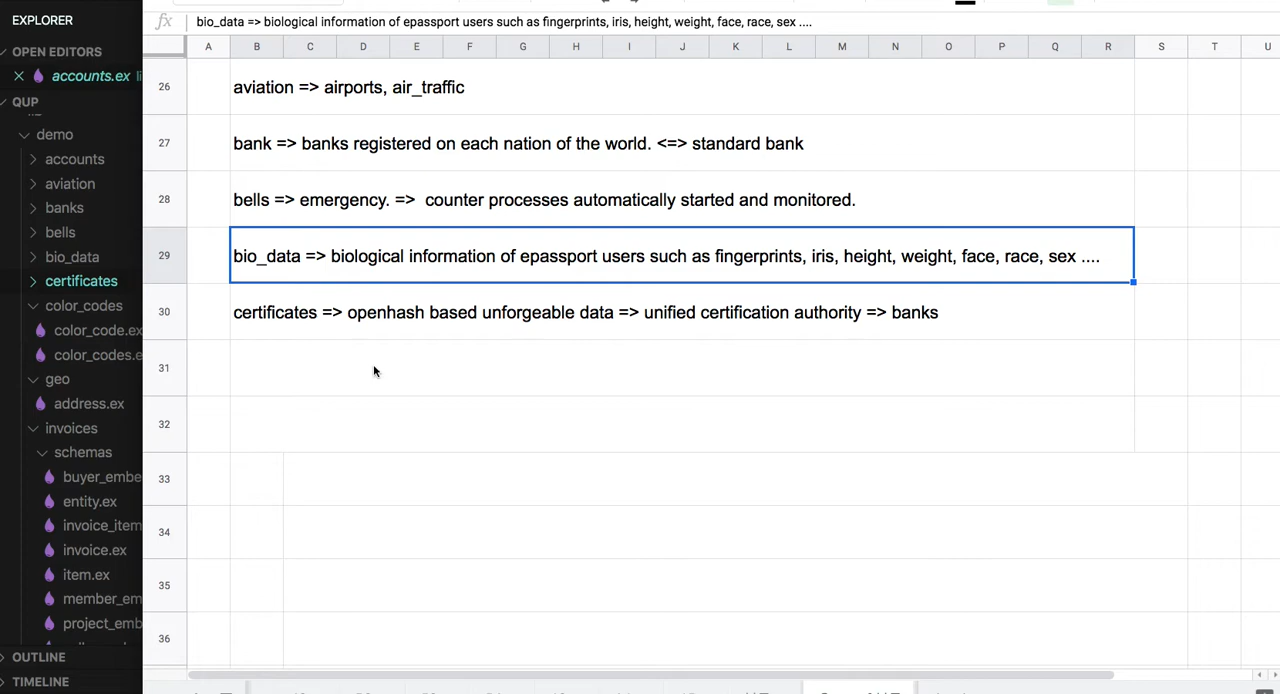 EXPLORER
OPEN EDITORS
accounts.ex
QUP
demo
accounts
aviation
banks
bells
bio_data
certificates
color_codes
color_code.ex
color_codes.e
geo
address.ex
invoices
schemas
buyer_embe
entity.ex
invoice_item
invoice.ex
item.ex
member_em
project_emb
OUTLINE
TIMELINE
fx bio_data => biological information of epassport users such as fingerprints, iris, height, weight, face, race, sex ....
A B C D E F G H I J K L M N O P Q R S T U
26 aviation => airports, air_traffic
27 bank => banks registered on each nation of the world. <=> standard bank
28 bells => emergency. => counter processes automatically started and monitored.
29 bio_data => biological information of epassport users such as fingerprints, iris, height, weight, face, race, sex ....
30 certificates => openhash based unforgeable data => unified certification authority => banks
31
32
33
34
35
36